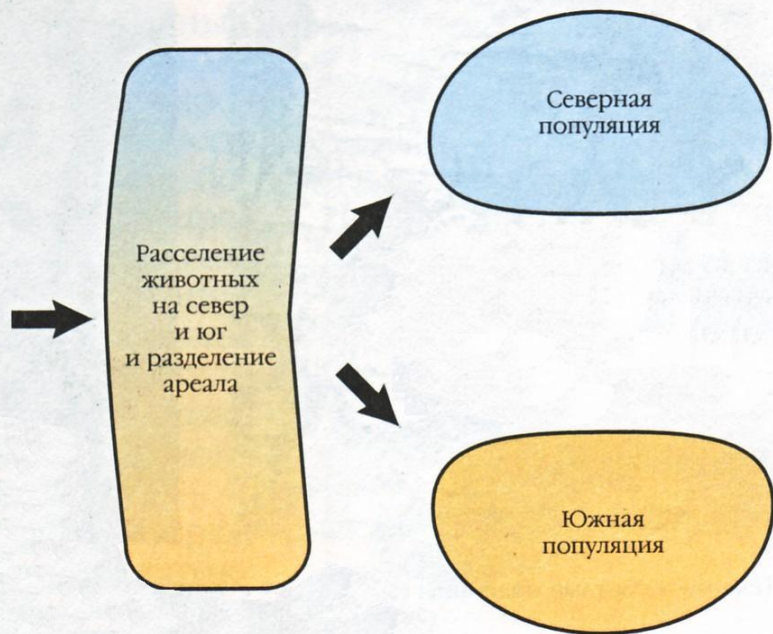 Северная
популяция
Расселение
животных
на север
и юг
и разделение
ареала
Южная
популяция